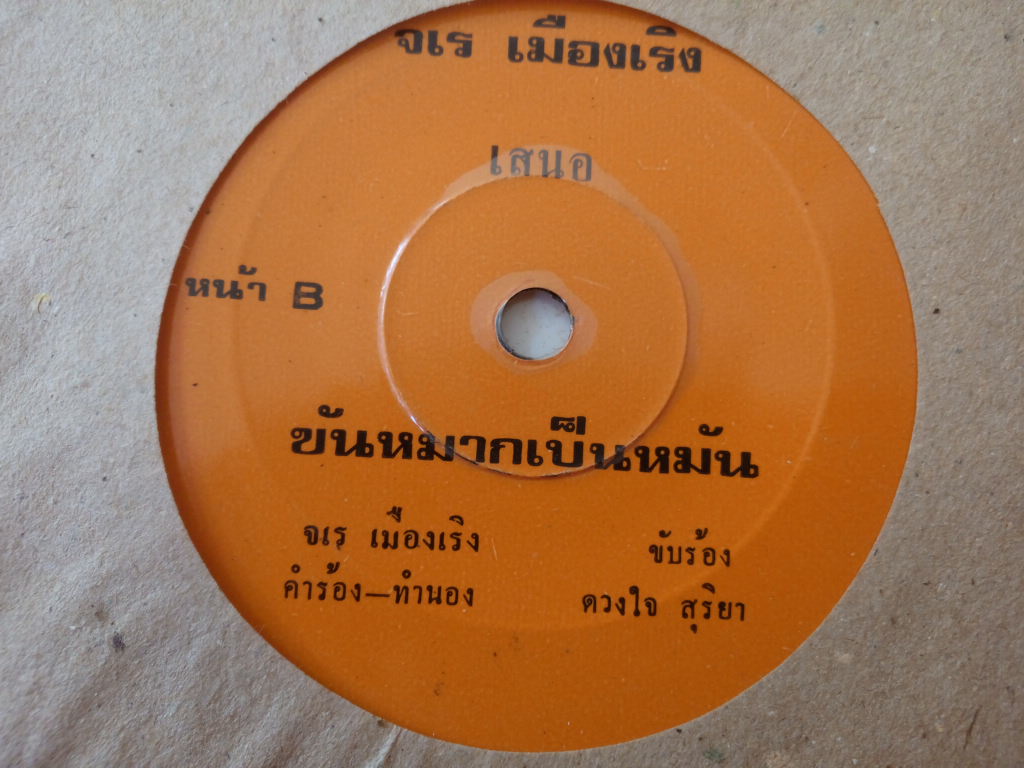 จเร เมืองเริง
เสนอ
หน้า B
ขันหมากเป็นหมัน
จเร เมืองเริง
คำร้อง—ทำนอง
ขับร้อง
ดวงใจ สุริยา